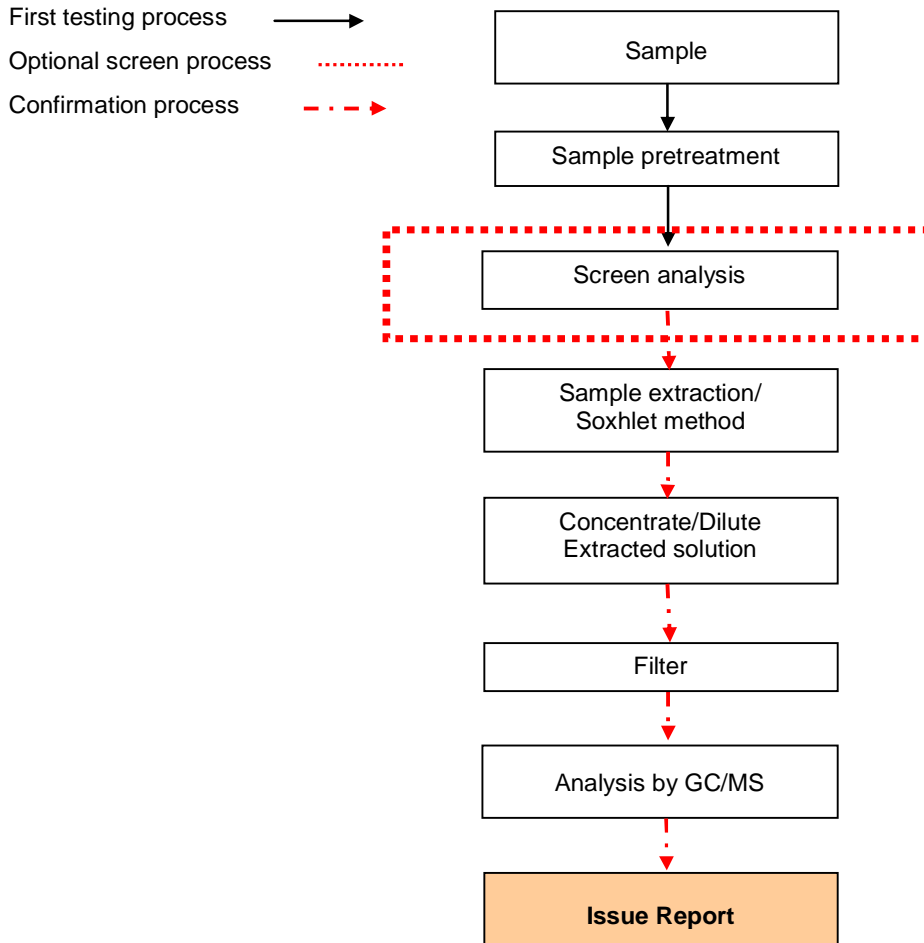 First testing process
Optional screen process
Confirmation process
Sample
Sample pretreatment
Screen analysis
Sample extraction/
Soxhlet method
Concentrate/Dilute
Extracted solution
Filter
Analysis by GC/MS
Issue Report